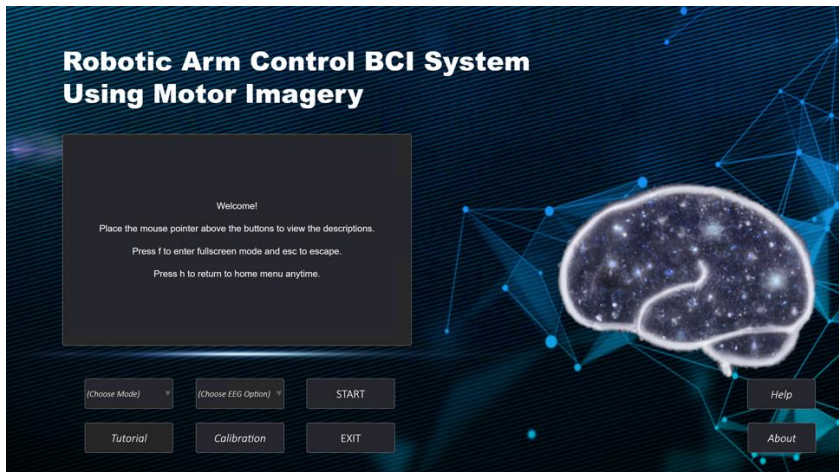 Robotic Arm Control BCI System
Using Motor Imagery
Welcome!
Place the mouse pointer above the buttons to view the descriptions.
Press f to enter fullscreen mode and esc to escape.
Press h to return to home menu anytime.
(Choose Mode)
(Choose EEG Option)
START
Help
Tutorial
Calibration
EXIT
About